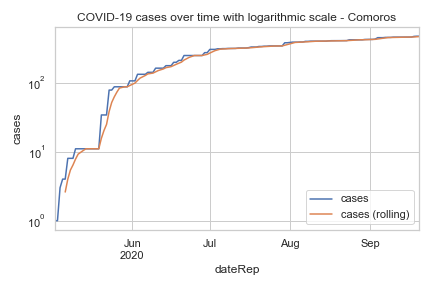 COVID-19 cases over time with logarithmic scale - Comoros
cases
10²
10¹
10⁰
Jun
2020
Jul
Aug
Sep
dateRep
cases
cases (rolling)